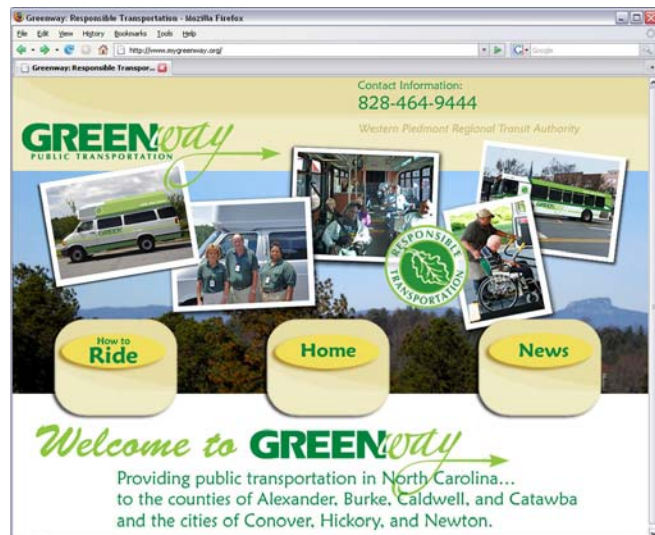 Greenway: Responsible Transportation - Mozilla Firefox
File Edit View History Bookmarks Tools Help
http://www.mygreenway.org/
Google
Greenway: Responsible Transpor...
Contact Information:
828-464-9444
Western Piedmont Regional Transit Authority
GREENway
PUBLIC TRANSPORTATION
GREEN
GREEN
RESPONSIBLE
TRANSPORTATION
How to
Ride
Home
News
Welcome to GREENway
Providing public transportation in North Carolina...
to the counties of Alexander, Burke, Caldwell, and Catawba
and the cities of Conover, Hickory, and Newton.